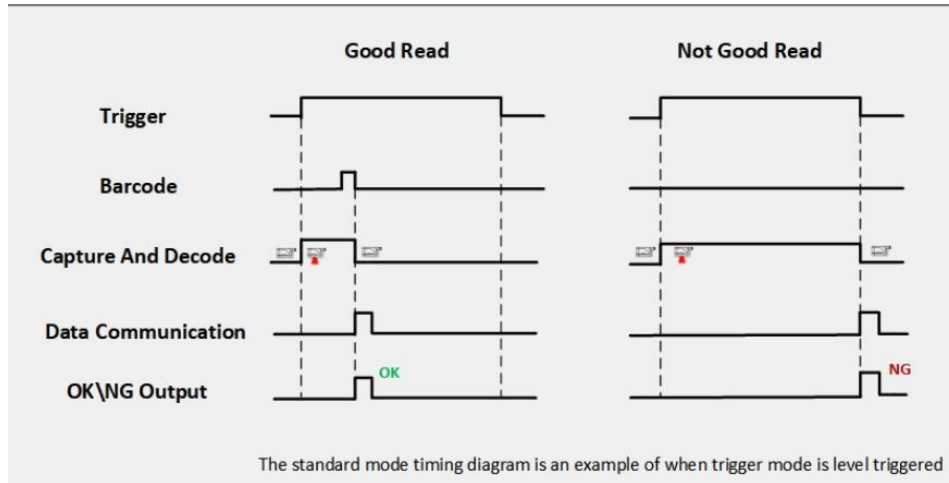 Good Read
Not Good Read
Trigger
Barcode
Capture And Decode
Data Communication
OK\NG Output
OK
NG
The standard mode timing diagram is an example of when trigger mode is level triggered